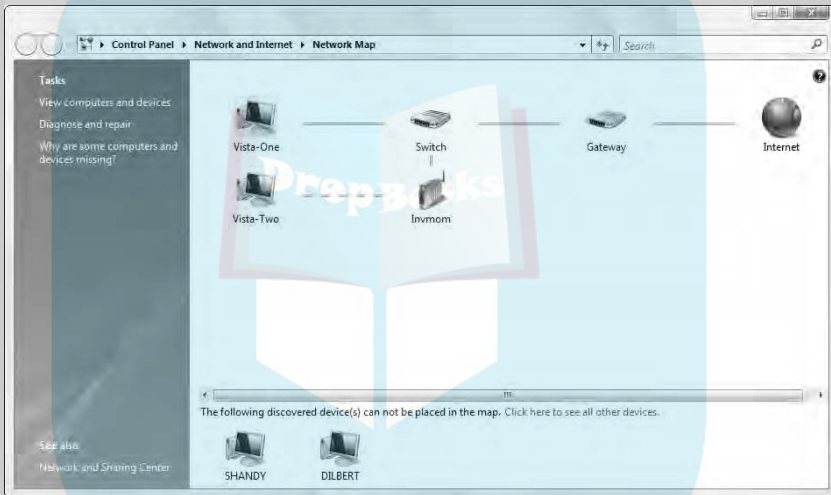 Control Panel ▸ Network and Internet ▸ Network Map
Search
Tasks
View computers and devices
Diagnose and repair
Why are some computers and
devices missing?
Vista-One
Switch
Gateway
Internet
Vista-Two
Invmom
PrepBooks
The following discovered device(s) can not be placed in the map. Click here to see all other devices.
SHANDY
DILBERT
See also
Network and Sharing Center